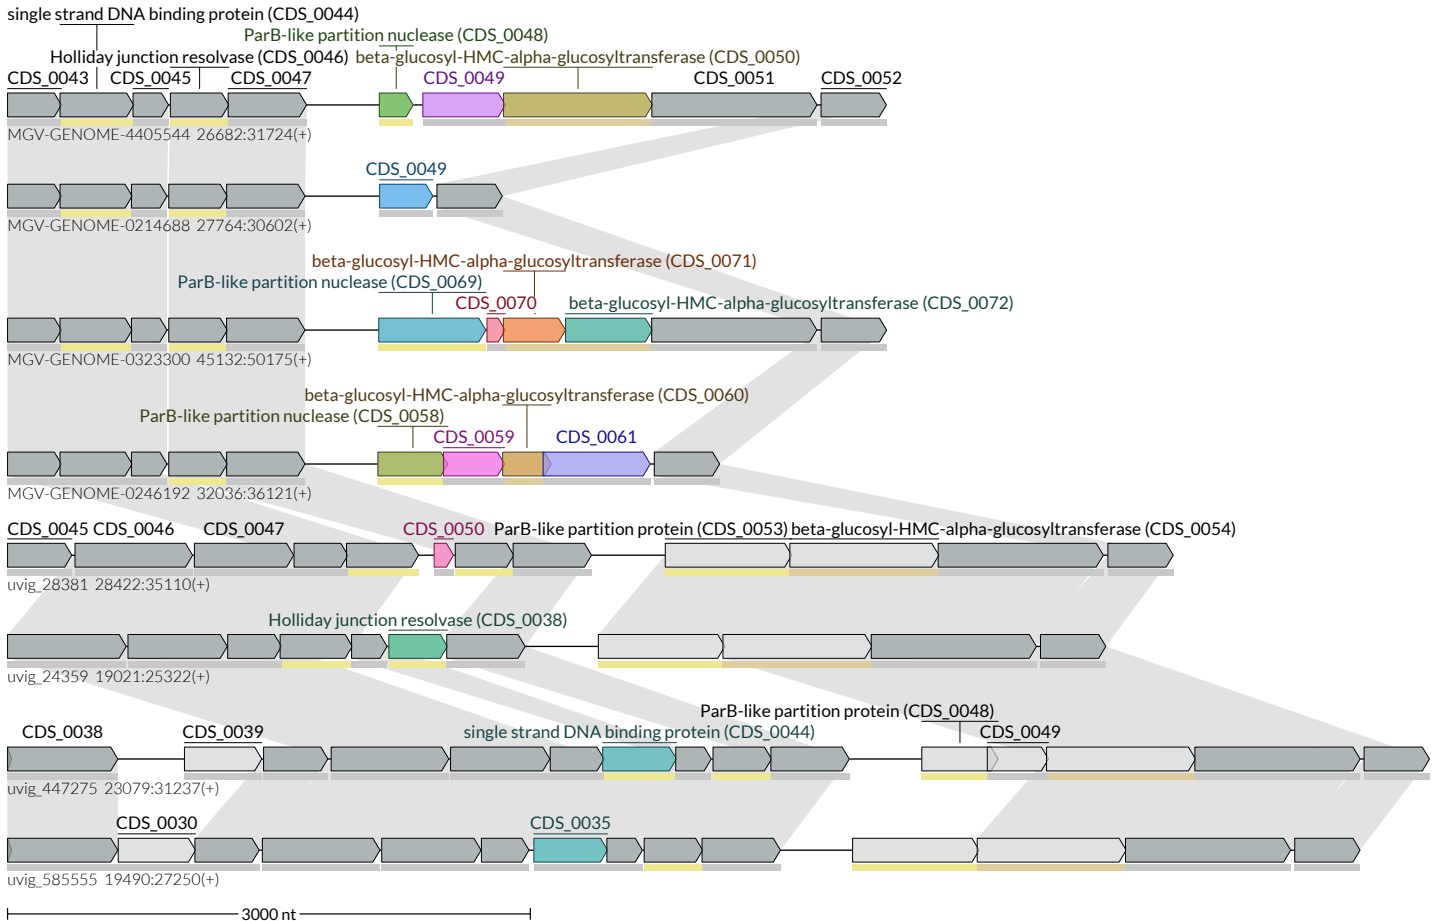 single strand DNA binding protein (CDS_0044)
ParB-like partition nuclease (CDS_0048)
Holliday junction resolvase (CDS_0046) beta-glucosyl-HMC-alpha-glucosyltransferase (CDS_0050)
CDS_0043 CDS_0045 CDS_0047 CDS_0049 CDS_0051 CDS_0052
MGV-GENOME-4405544 26682:31724(+)
CDS_0049
MGV-GENOME-0214688 27764:30602(+)
beta-glucosyl-HMC-alpha-glucosyltransferase (CDS_0071)
ParB-like partition nuclease (CDS_0069)
CDS_0070 beta-glucosyl-HMC-alpha-glucosyltransferase (CDS_0072)
MGV-GENOME-0323300 45132:50175(+)
beta-glucosyl-HMC-alpha-glucosyltransferase (CDS_0060)
ParB-like partition nuclease (CDS_0058)
CDS_0059 CDS_0061
MGV-GENOME-0246192 32036:36121(+)
CDS_0045 CDS_0046 CDS_0047 CDS_0050 ParB-like partition protein (CDS_0053) beta-glucosyl-HMC-alpha-glucosyltransferase (CDS_0054)
uvig_28381 28422:35110(+)
Holliday junction resolvase (CDS_0038)
uvig_24359 19021:25322(+)
ParB-like partition protein (CDS_0048)
CDS_0038 CDS_0039 single strand DNA binding protein (CDS_0044) CDS_0049
uvig_447275 23079:31237(+)
CDS_0030 CDS_0035
uvig_585555 19490:27250(+)
3000 nt